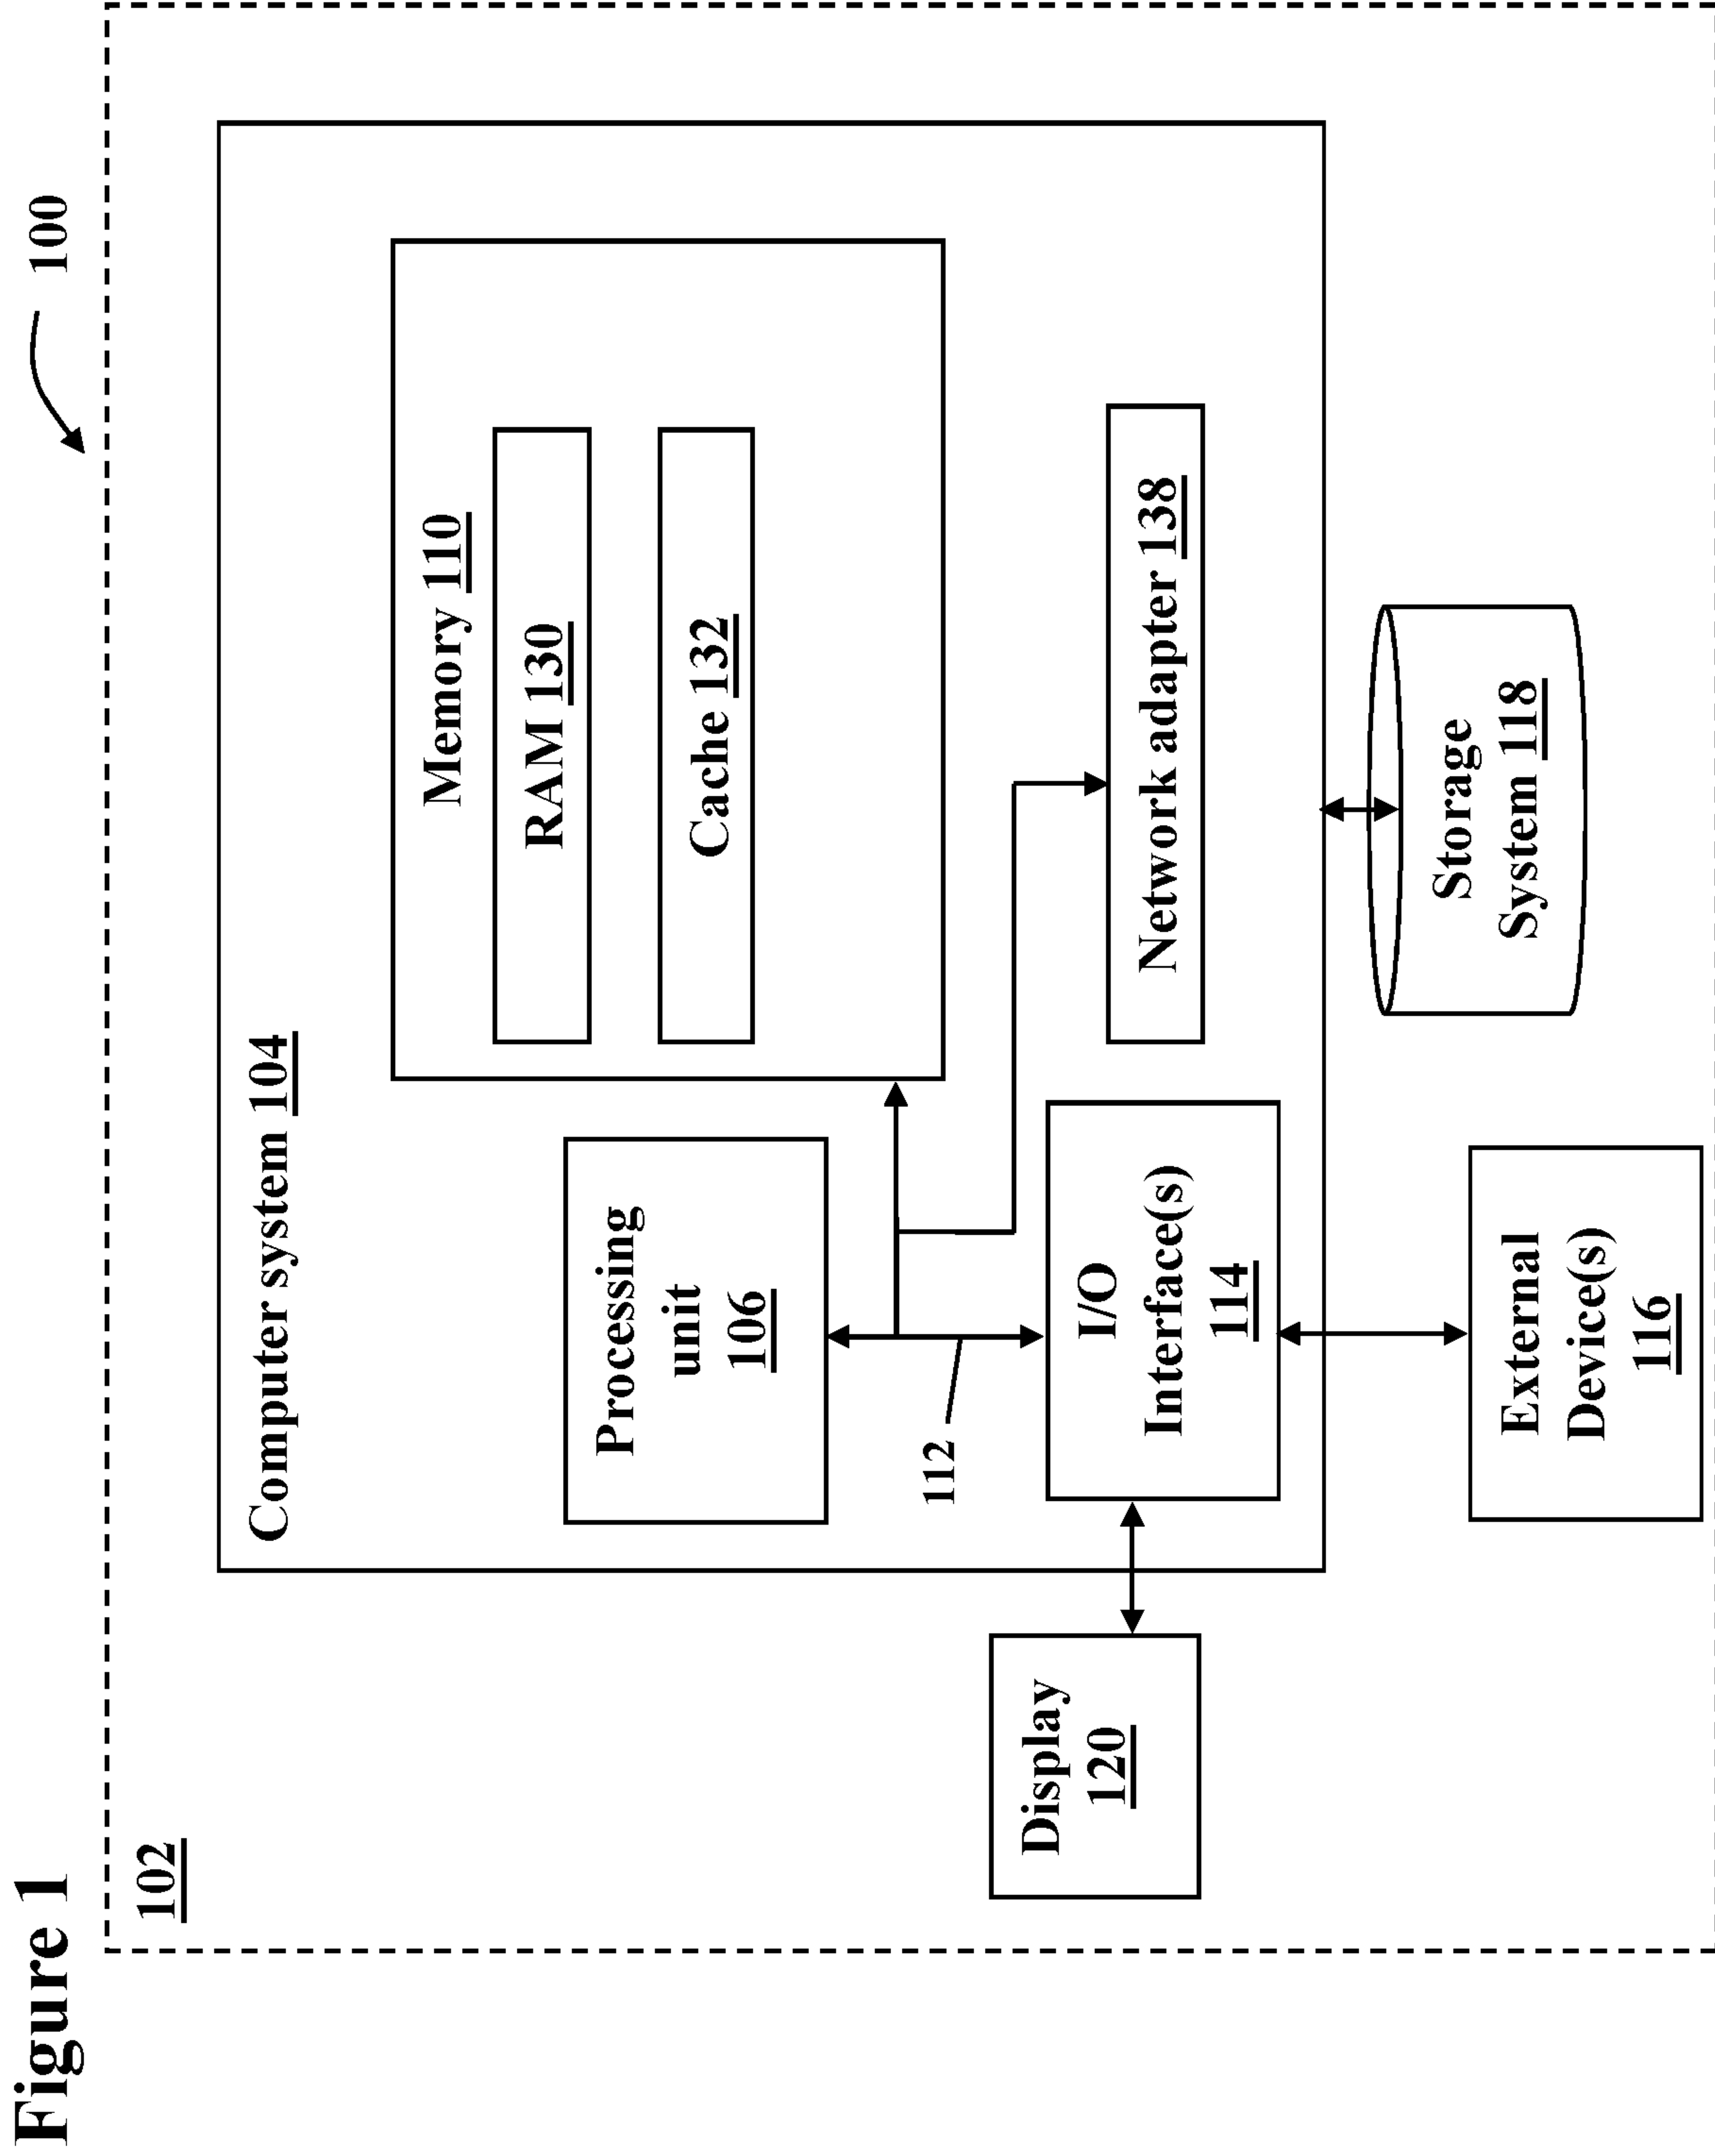 Figure 1
100
102
Computer system 104
Memory 110
RAM 130
Cache 132
Processing
unit
106
112
Network adapter 138
I/O
Interface(s)
114
Display
120
Storage
System 118
External
Device(s)
116